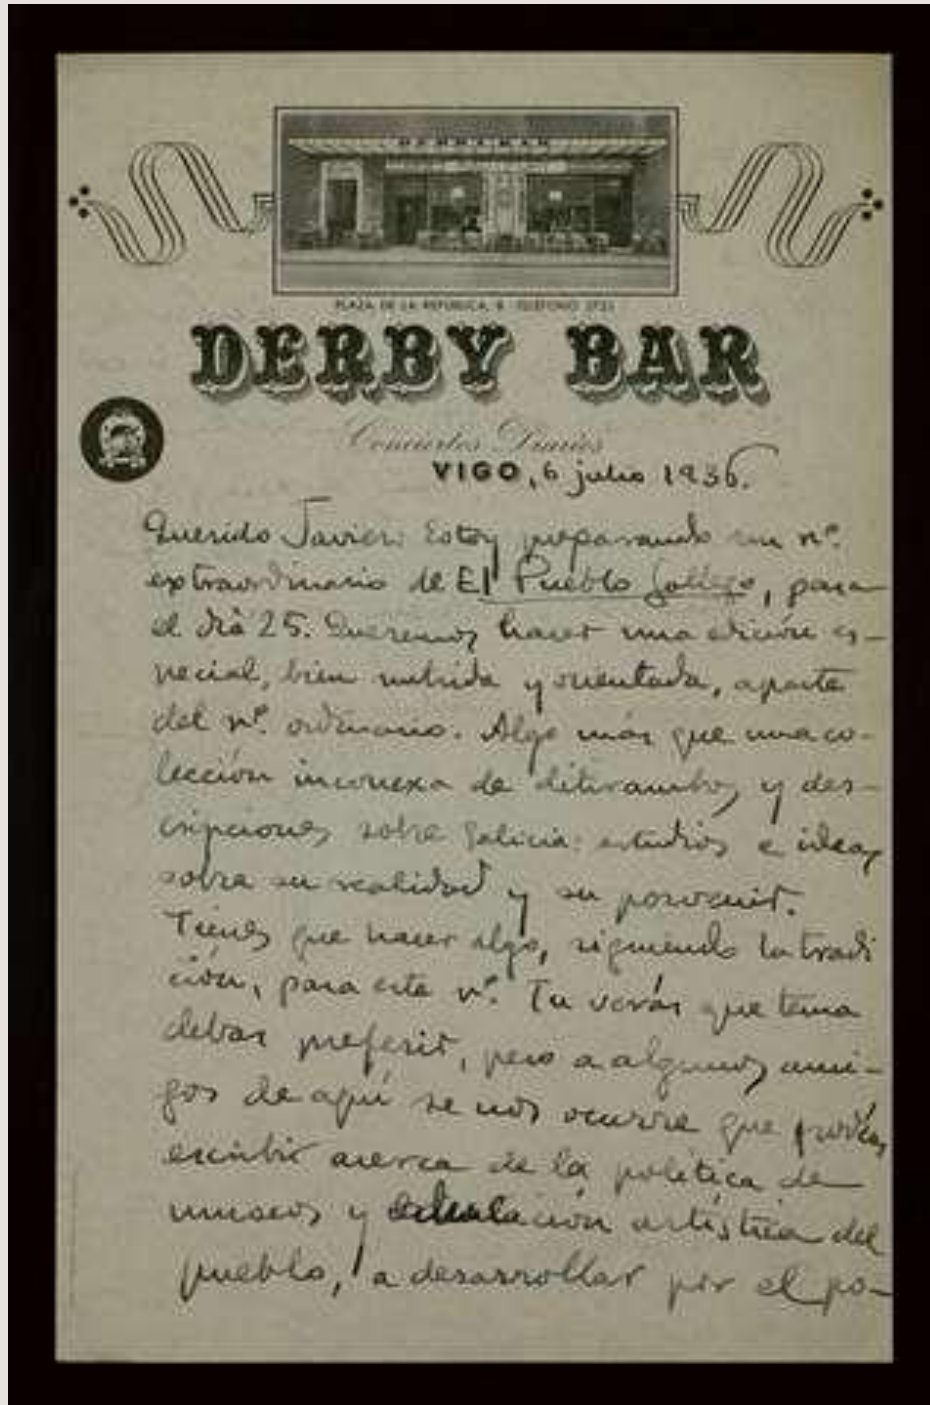 DERBY BAR
PLAZA DE LA REPUBLICA, 8 - TELEFONO
DERBY BAR
Conciertos Diarios
VIGO, 6 julio 1936.
Querido Javier: Estoy preparando un nº.
extraordinario de El Pueblo Gallego, para
el día 25. Queremos hacer una edición es-
pecial, bien nutrida y orientada, aparte
del nº. ordinario. Algo más que una co-
lección inconexa de ditirambos y des-
cripciones sobre Galicia: estudios e ideas
sobre su realidad y su porvenir.
Tienes que hacer algo, siguiendo la tradi
ción, para este nº. Tu verás que tema
debas preferir, pero a algunos ami-
gos de aquí se nos ocurre que podías
escribir acerca de la política de
museos y educación artística del
pueblo, a desarrollar por el po-